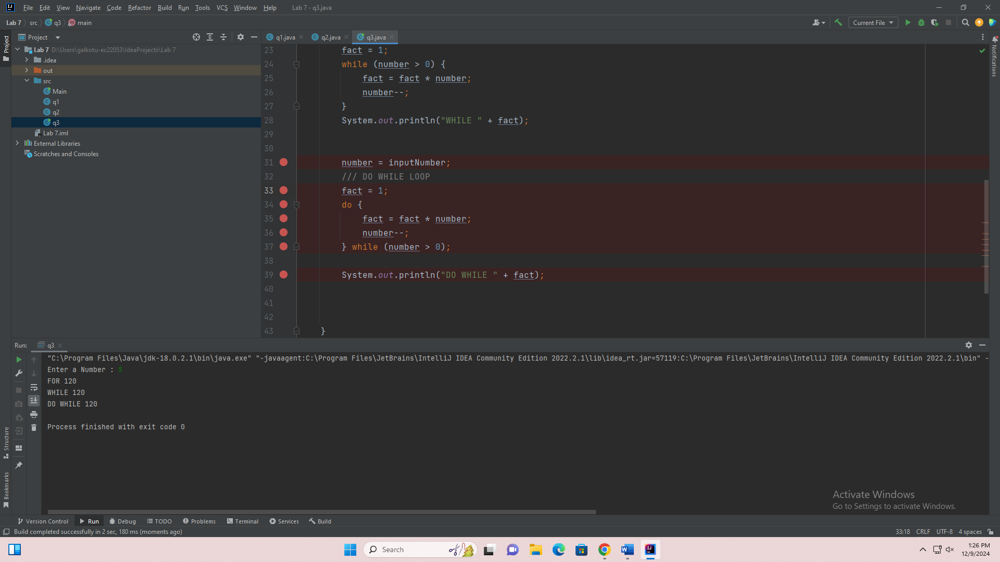 File Edit View Navigate Code Refactor Build Run Tools VCS Window Help Lab 7 - q3.java
Lab 7 src q3 main
Current File
Project
q1.java q2.java q3.java
Lab 7 D:\Users\galkotu-ec22053\IdeaProjects\Lab 7
.idea
out
src
Main
q1
q2
q3
Lab 7.iml
External Libraries
Scratches and Consoles
Project
Structure
Bookmarks
Notifications
23 fact = 1;
24 while (number > 0) {
25 fact = fact * number;
26 number--;
27 }
28 System.out.println("WHILE " + fact);
29
30
31 number = inputNumber;
32 /// DO WHILE LOOP
33 fact = 1;
34 do {
35 fact = fact * number;
36 number--;
37 } while (number > 0);
38
39 System.out.println("DO WHILE " + fact);
40
41
42
43 }
Run: q3
"C:\Program Files\Java\jdk-18.0.2.1\bin\java.exe" "-javaagent:C:\Program Files\JetBrains\IntelliJ IDEA Community Edition 2022.2.1\lib\idea_rt.jar=57119:C:\Program Files\JetBrains\IntelliJ IDEA Community Edition 2022.2.1\bin" -
Enter a Number : 5
FOR 120
WHILE 120
DO WHILE 120
Process finished with exit code 0
Activate Windows
Go to Settings to activate Windows.
Version Control Run Debug TODO Problems Terminal Services Build
Build completed successfully in 2 sec, 180 ms (moments ago) 33:18 CRLF UTF-8 4 spaces
Search
1:26 PM
12/9/2024